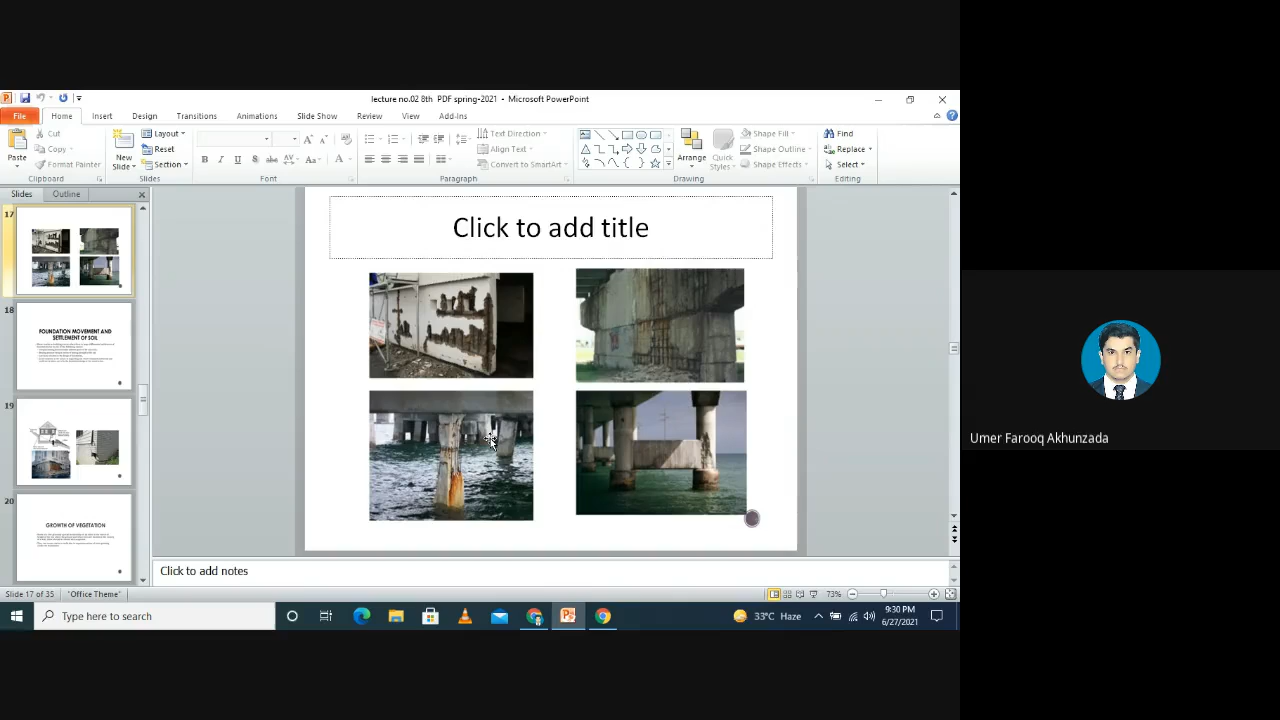 lecture no.02 8th PDF spring-2021 - Microsoft PowerPoint
File Home Insert Design Transitions Animations Slide Show Review View Add-Ins
Paste
Cut
Copy
Format Painter
Clipboard
New
Slide
Layout
Reset
Section
Slides
B I U S abc AV Aa A
Font
Paragraph
Text Direction
Align Text
Convert to SmartArt
Arrange
Quick
Styles
Shape Fill
Shape Outline
Shape Effects
Drawing
Find
Replace
Select
Editing
Slides Outline
17
18
FOUNDATION MOVEMENT AND
SETTLEMENT OF SOIL
19
20
GROWTH OF VEGETATION
Click to add title
Click to add notes
Slide 17 of 35 "Office Theme" 73%
Type here to search
33°C Haze
9:30 PM
6/27/2021
Umer Farooq Akhunzada